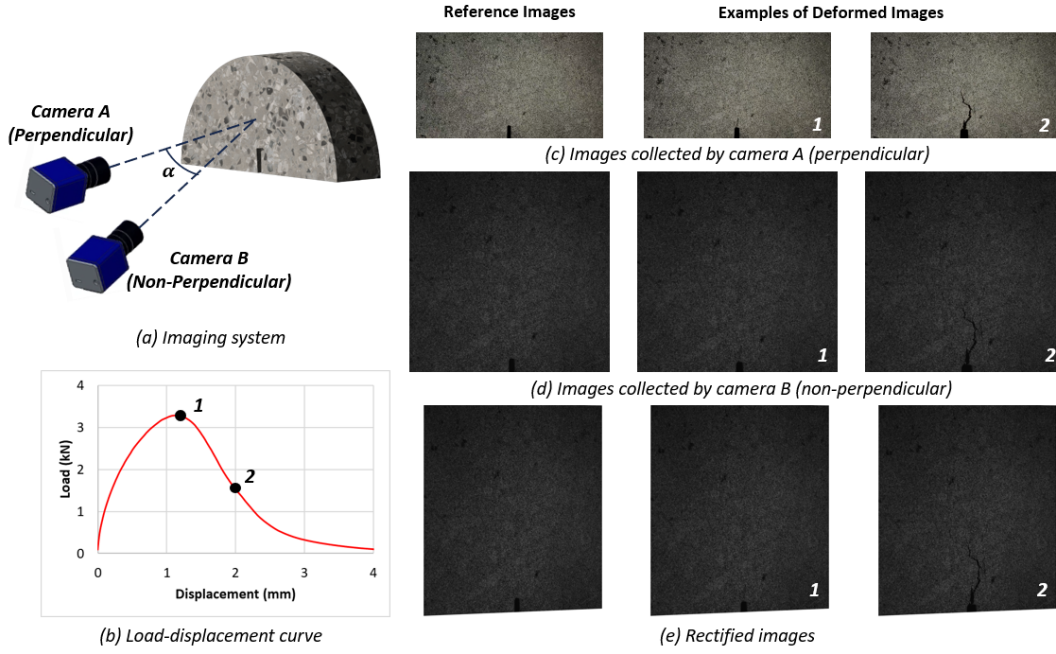 Reference Images
Examples of Deformed Images
Camera A
(Perpendicular)
α
Camera B
(Non-Perpendicular)
(a) Imaging system
1
2
(c) Images collected by camera A (perpendicular)
1
2
(d) Images collected by camera B (non-perpendicular)
4
3
2
1
0
Load (kN)
1
2
0
1
2
3
4
Displacement (mm)
(b) Load-displacement curve
1
2
(e) Rectified images